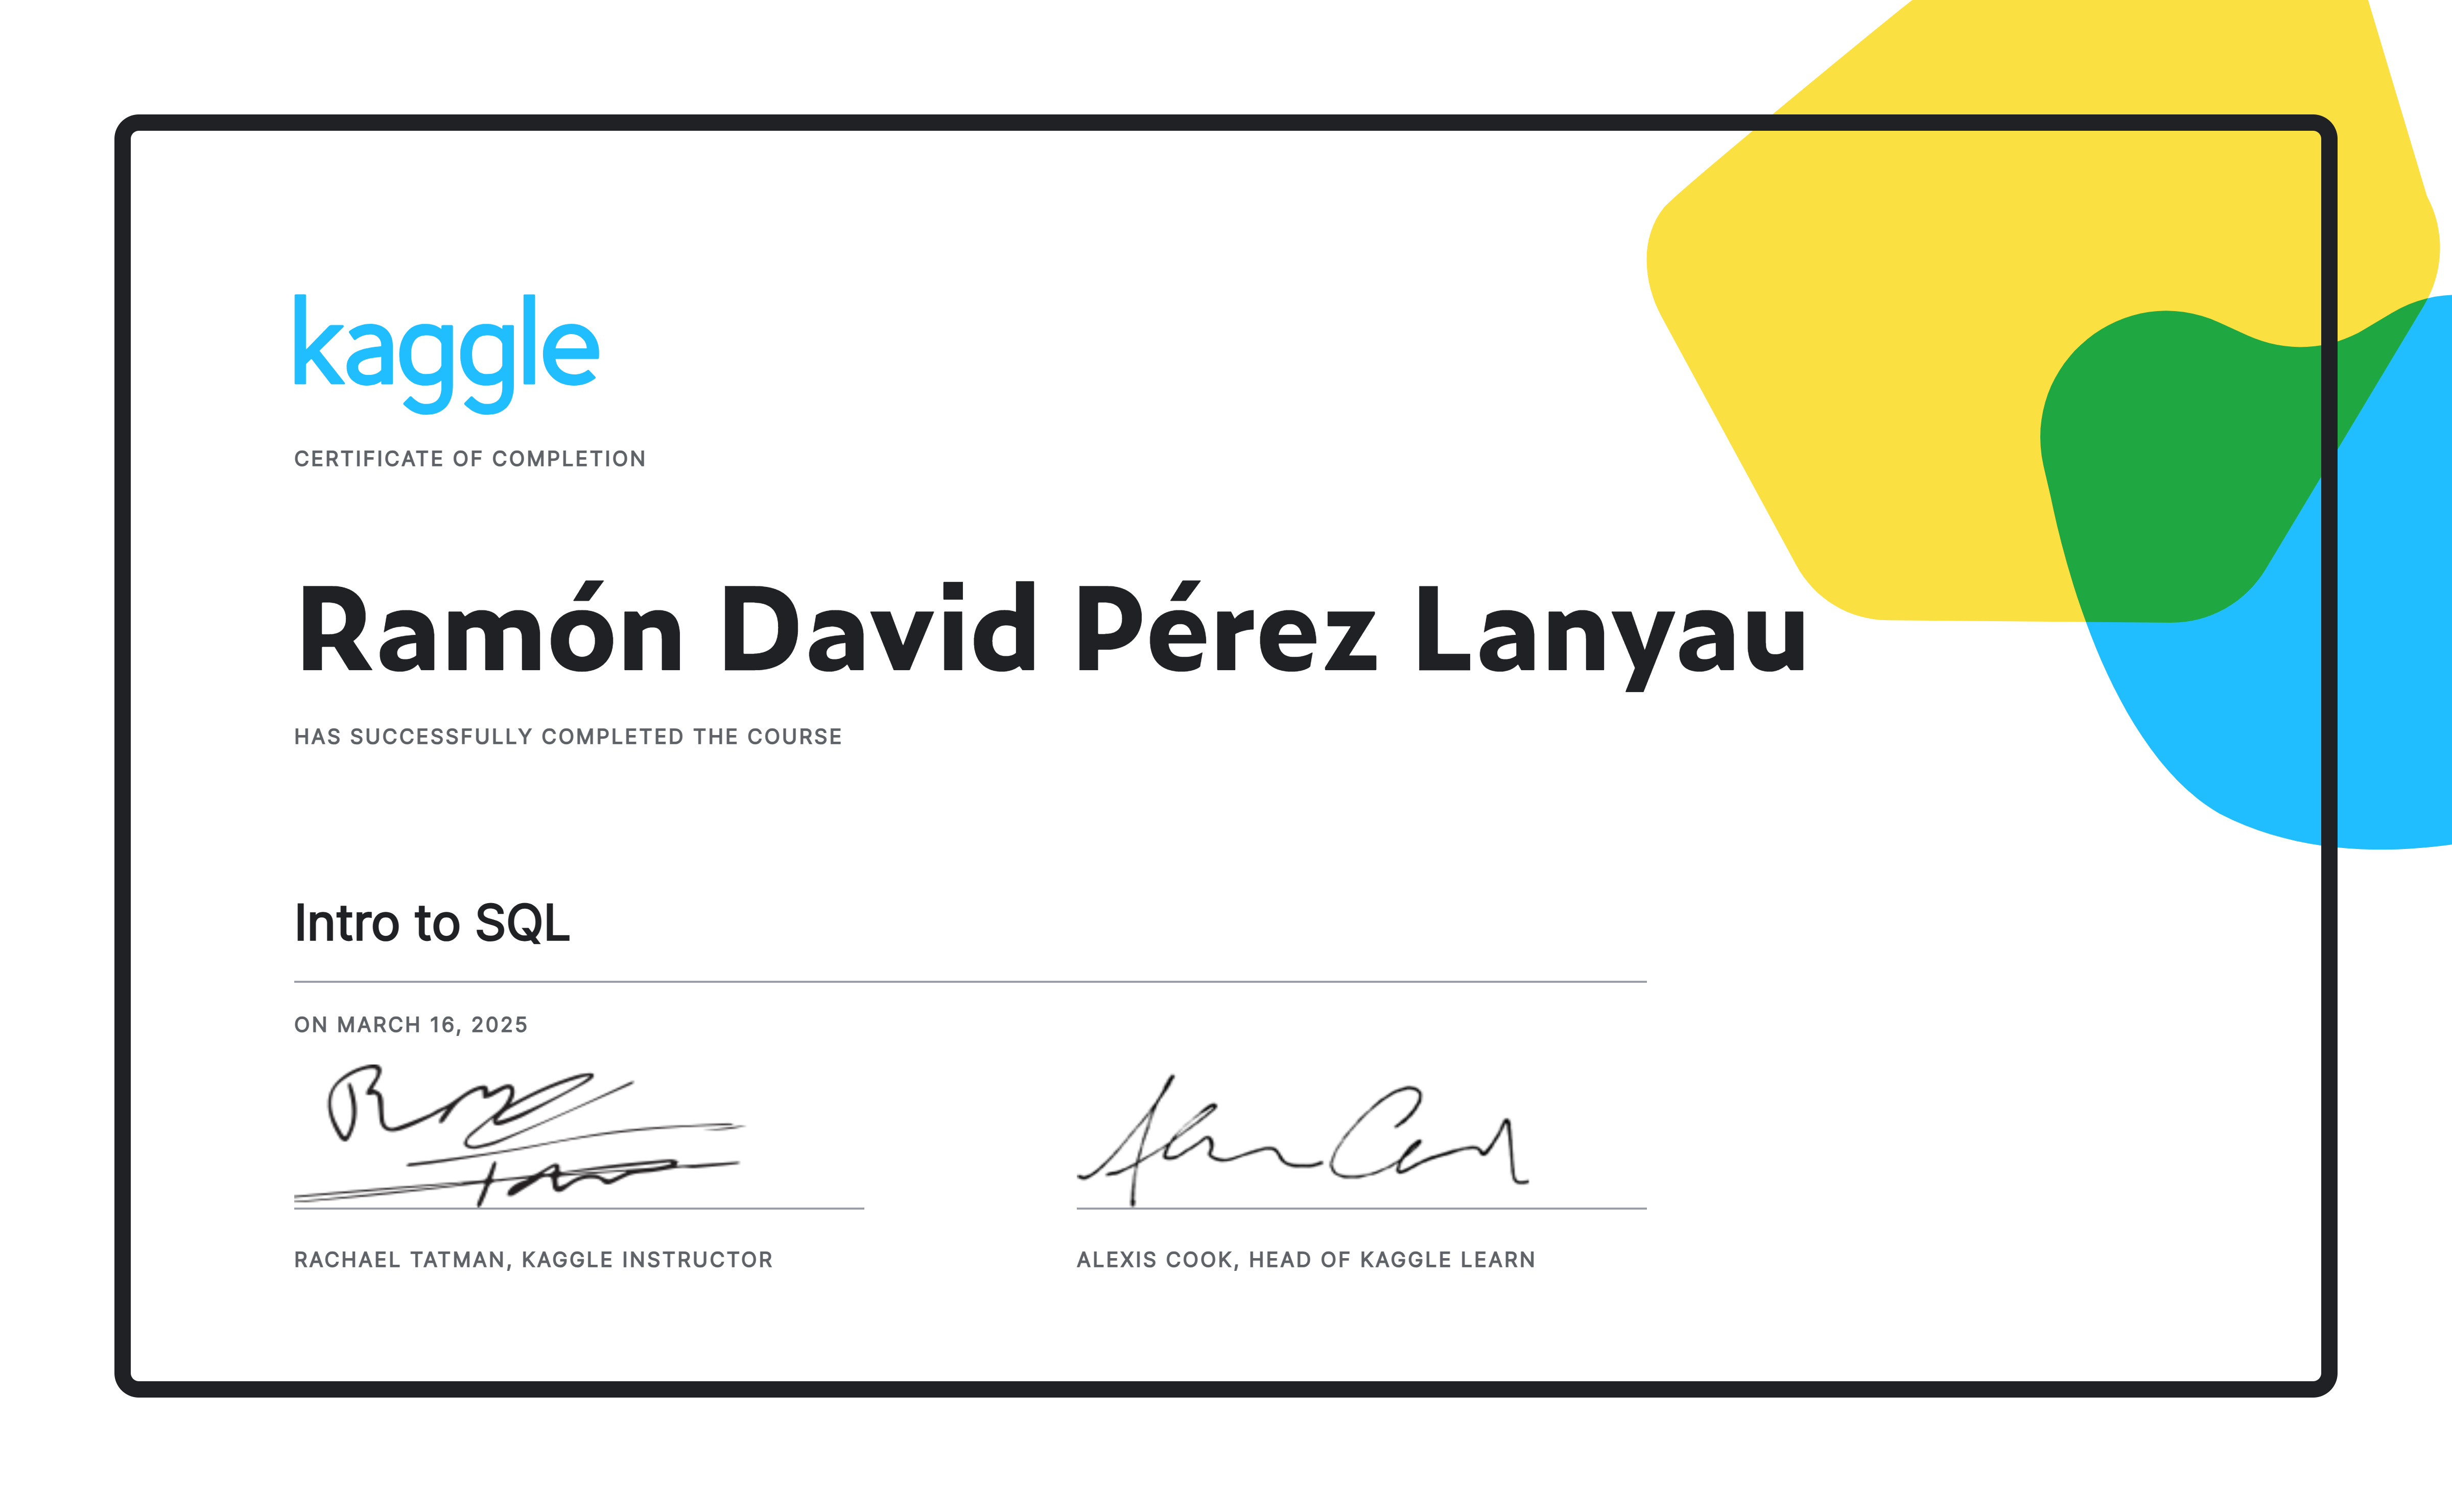 kaggle
CERTIFICATE OF COMPLETION
Ramón David Pérez Lanyau
HAS SUCCESSFULLY COMPLETED THE COURSE
Intro to SQL
ON MARCH 16, 2025
RACHAEL TATMAN, KAGGLE INSTRUCTOR
ALEXIS COOK, HEAD OF KAGGLE LEARN